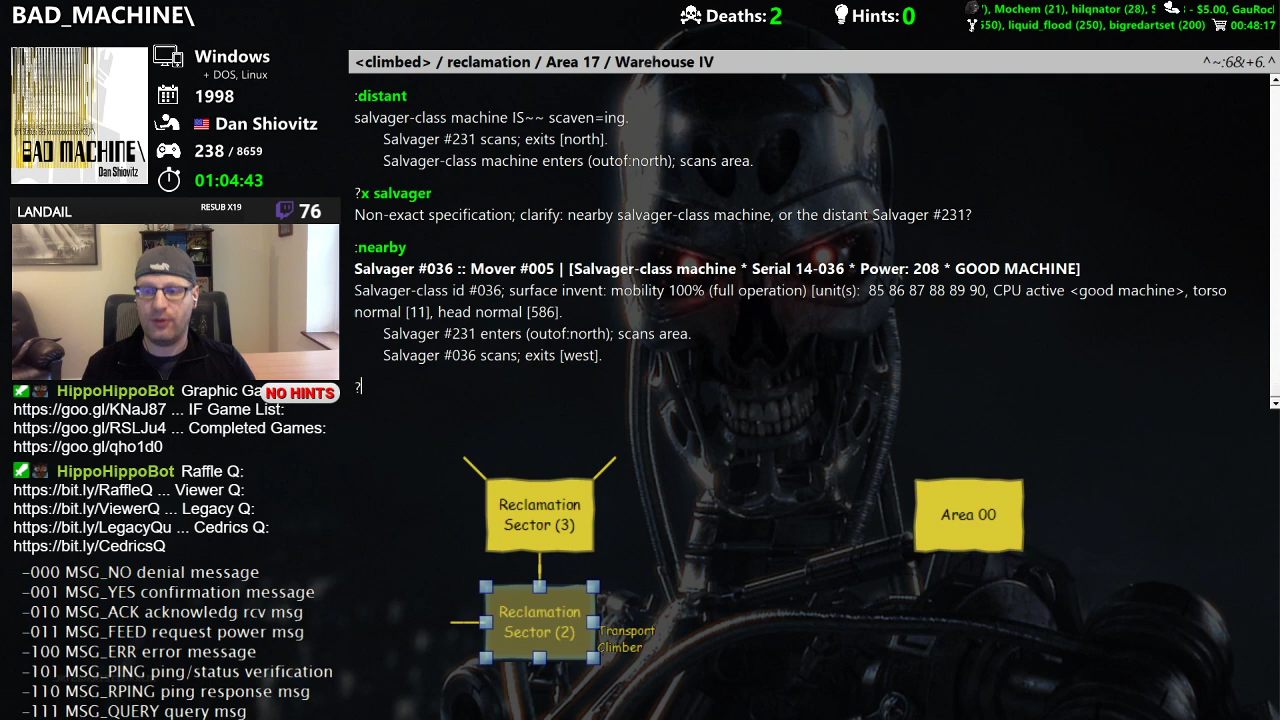 BAD_MACHINE\
Deaths: 2
Hints: 0
'), Mochem (21), hilqnator (28), S
- $5.00, GauRocl
550), liquid_flood (250), bigredartset (200)
00:48:17
BAD MACHINE\
Dan Shiovitz
Windows
+ DOS, Linux
1998
Dan Shiovitz
238 / 8659
01:04:43
LANDAIL
RESUB X19
76
<climbed> / reclamation / Area 17 / Warehouse IV
^~:6&+6.^
:distant
salvager-class machine IS~~ scaven=ing.
Salvager #231 scans; exits [north].
Salvager-class machine enters (outof:north); scans area.
?x salvager
Non-exact specification; clarify: nearby salvager-class machine, or the distant Salvager #231?
:nearby
Salvager #036 :: Mover #005 | [Salvager-class machine * Serial 14-036 * Power: 208 * GOOD MACHINE]
Salvager-class id #036; surface invent: mobility 100% (full operation) [unit(s): 85 86 87 88 89 90, CPU active <good machine>, torso
normal [11], head normal [586].
Salvager #231 enters (outof:north); scans area.
Salvager #036 scans; exits [west].
?
HippoHippoBot Graphic Ga
NO HINTS
https://goo.gl/KNaJ87 ... IF Game List:
https://goo.gl/RSLJu4 ... Completed Games:
https://goo.gl/qho1d0
HippoHippoBot Raffle Q:
https://bit.ly/RaffleQ ... Viewer Q:
https://bit.ly/ViewerQ ... Legacy Q:
https://bit.ly/LegacyQu ... Cedrics Q:
https://bit.ly/CedricsQ
-000 MSG_NO denial message
-001 MSG_YES confirmation message
-010 MSG_ACK acknowledg rcv msg
-011 MSG_FEED request power msg
-100 MSG_ERR error message
-101 MSG_PING ping/status verification
-110 MSG_RPING ping response msg
-111 MSG_QUERY query msg
Reclamation
Sector (3)
Area 00
Reclamation
Sector (2)
Transport
Climber